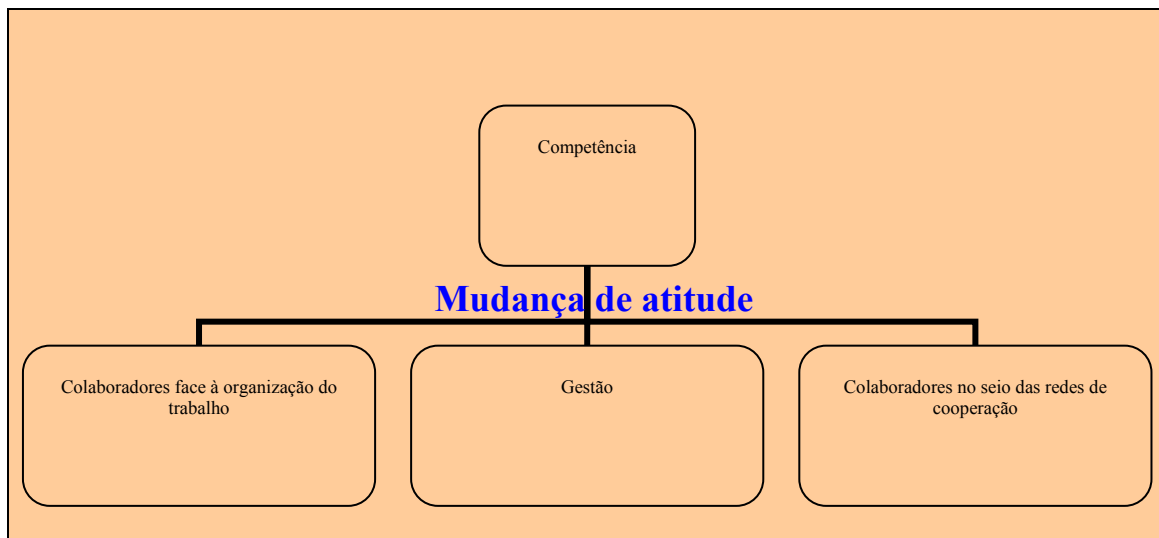 Competência
Mudança de atitude
Colaboradores face à organização do
trabalho
Gestão
Colaboradores no seio das redes de
cooperação